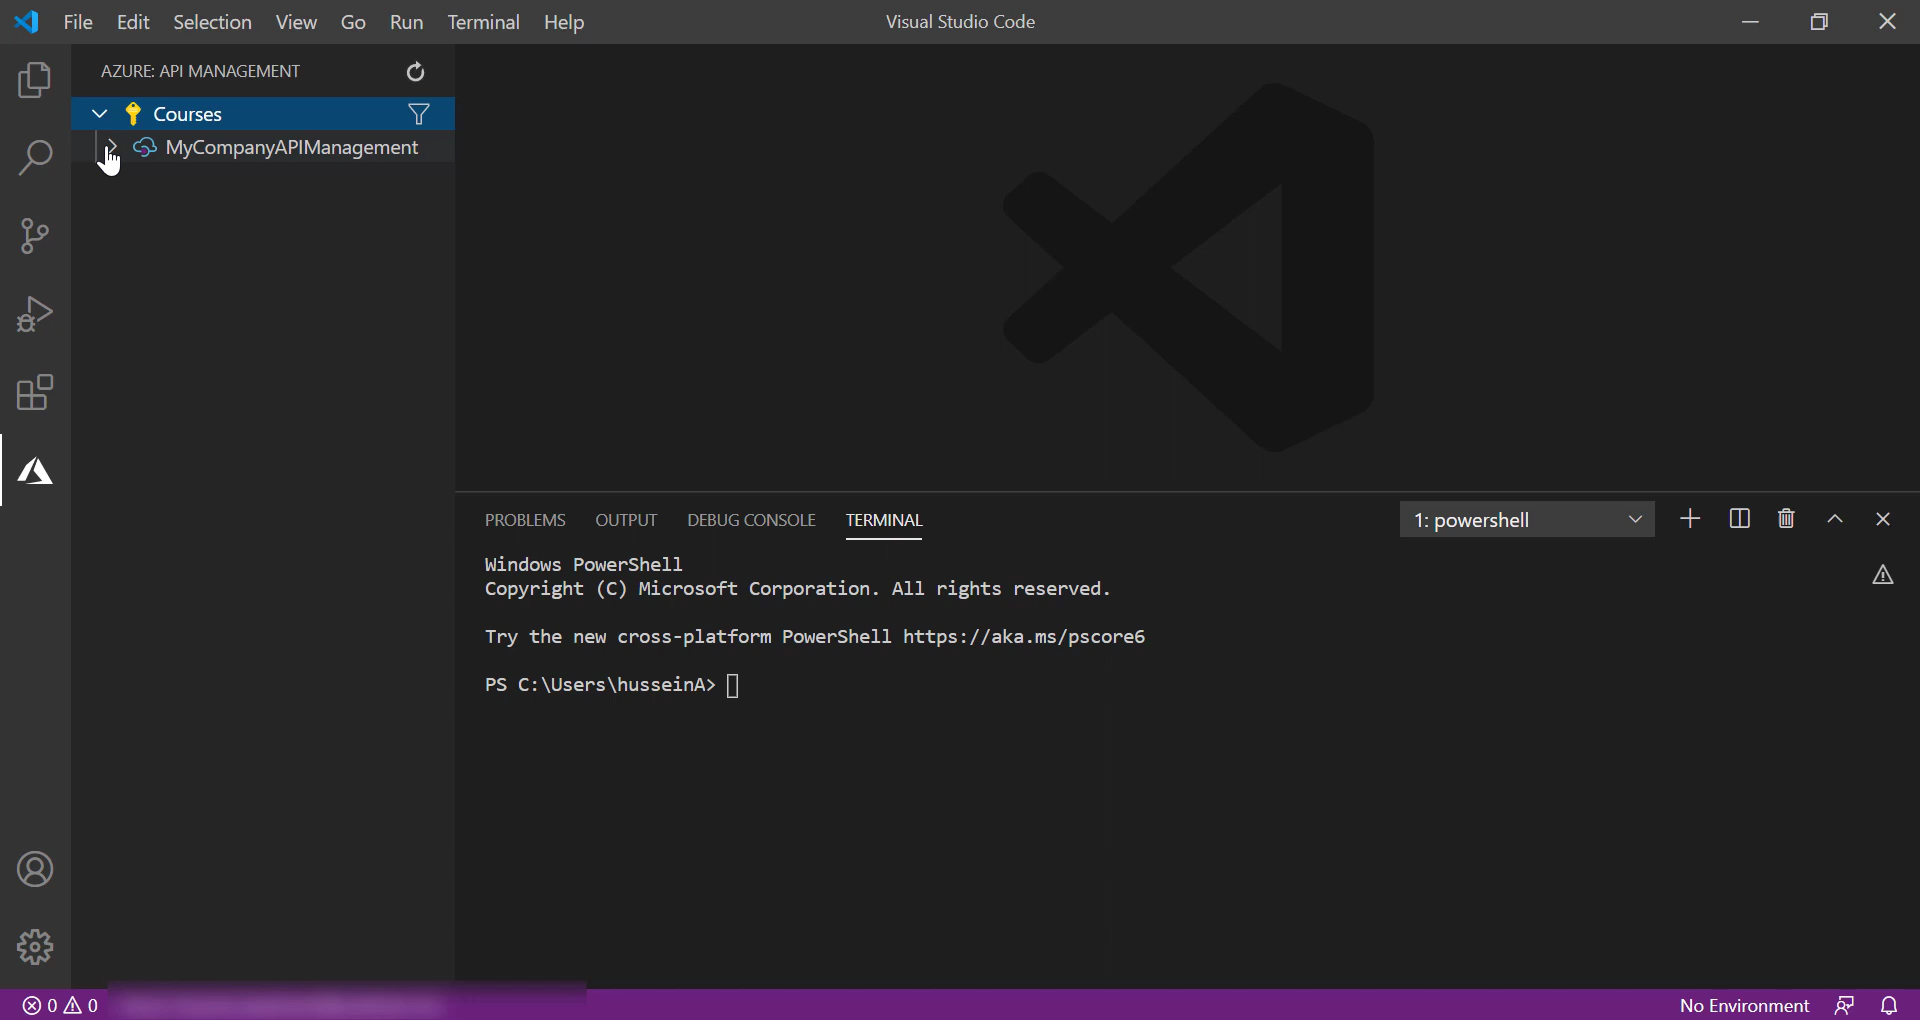 File Edit Selection View Go Run Terminal Help
Visual Studio Code
AZURE: API MANAGEMENT
Courses
MyCompanyAPIManagement
PROBLEMS OUTPUT DEBUG CONSOLE TERMINAL
1: powershell
Windows PowerShell
Copyright (C) Microsoft Corporation. All rights reserved.
Try the new cross-platform PowerShell https://aka.ms/pscore6
PS C:\Users\husseinA>
0 0
No Environment